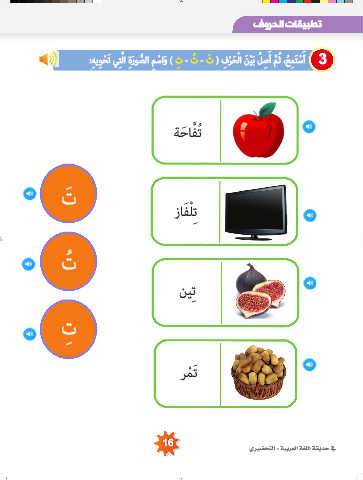 تطبيقات الحروف
3 أَسْتَمِعُ، ثُمَّ أَصِلُ بَيْنَ الْحَرْفِ ( تَ - تُ - تِ ) وَاسْمِ الصُّورَةِ الَّتِي تَحْوِيهِ:
تُفَّاحَة
تِلْفَاز
تِين
تَمْر
تَ
تُ
تِ
16
في حديقة اللغة العربية - التحضيري